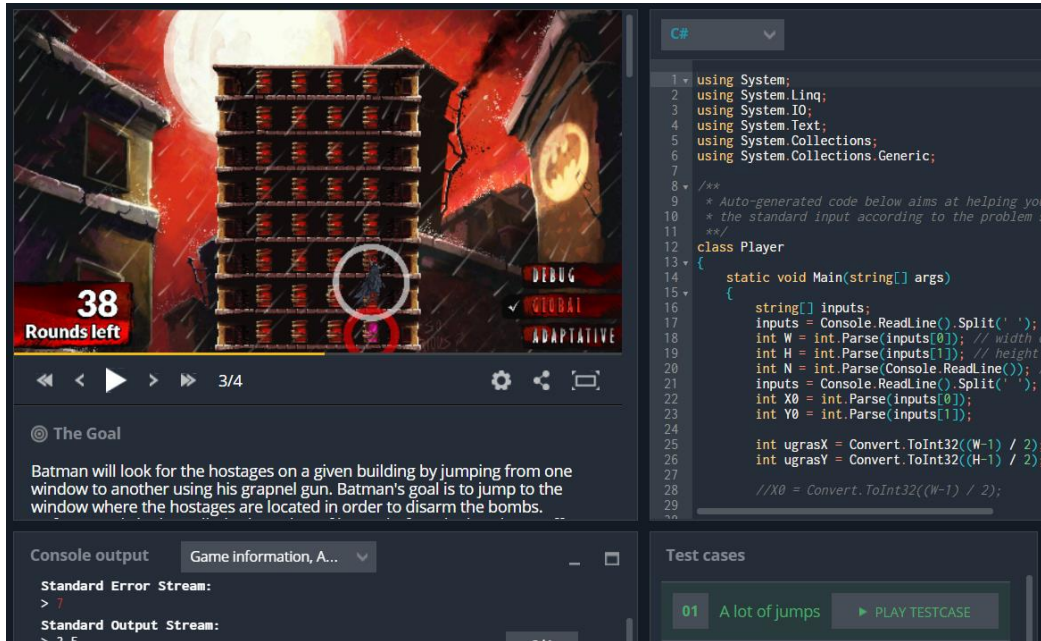 38
Rounds left
DEBUG
GLOBAL
ADAPTATIVE
3/4
The Goal
Batman will look for the hostages on a given building by jumping from one
window to another using his grapnel gun. Batman's goal is to jump to the
window where the hostages are located in order to disarm the bombs.
Console output
Game information, A...
Standard Error Stream:
> 7
Standard Output Stream:
C#
1 using System;
2 using System.Linq;
3 using System.IO;
4 using System.Text;
5 using System.Collections;
6 using System.Collections.Generic;
7
8 /**
9 * Auto-generated code below aims at helping you
10 * the standard input according to the problem
11 **/
12 class Player
13 {
14 static void Main(string[] args)
15 {
16 string[] inputs;
17 inputs = Console.ReadLine().Split(' ');
18 int W = int.Parse(inputs[0]); // width
19 int H = int.Parse(inputs[1]); // height
20 int N = int.Parse(Console.ReadLine()); /
21 inputs = Console.ReadLine().Split(' ');
22 int X0 = int.Parse(inputs[0]);
23 int Y0 = int.Parse(inputs[1]);
24
25 int ugrasX = Convert.ToInt32((W-1) / 2)
26 int ugrasY = Convert.ToInt32((H-1) / 2)
27
28 //X0 = Convert.ToInt32((W-1) / 2);
29
Test cases
01 A lot of jumps PLAY TESTCASE